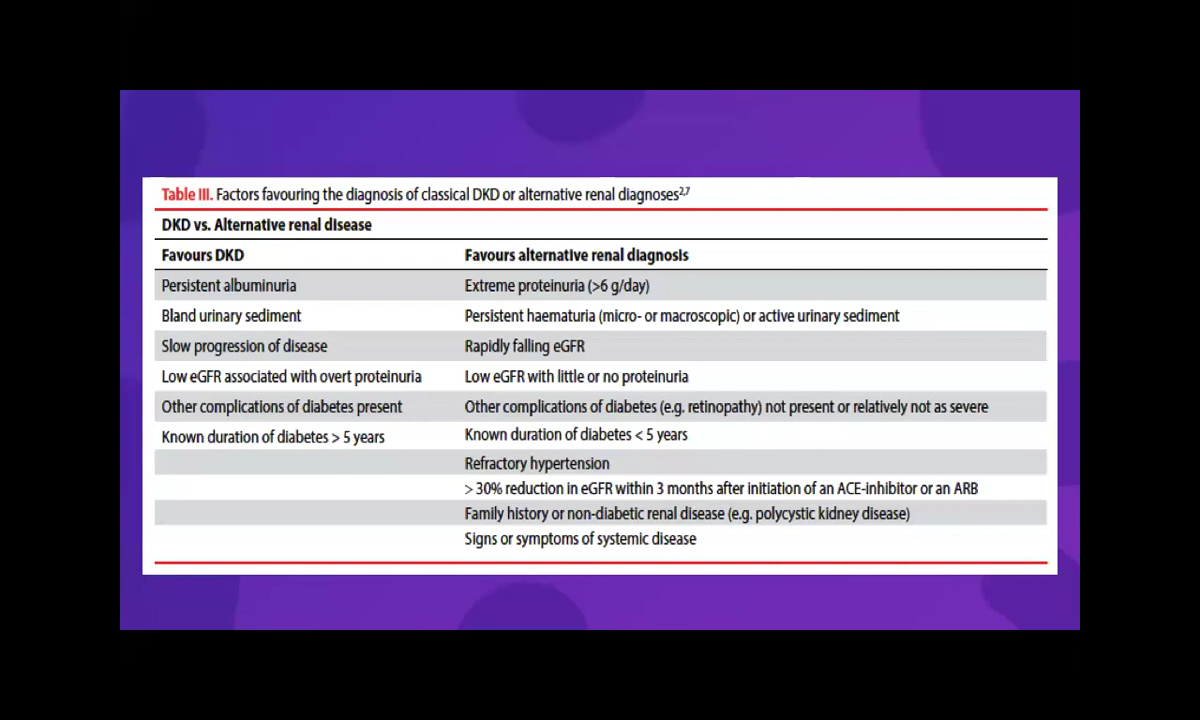 Table III. Factors favouring the diagnosis of classical DKD or alternative renal diagnoses2,7
DKD vs. Alternative renal disease
Favours DKD Favours alternative renal diagnosis
Persistent albuminuria Extreme proteinuria (>6 g/day)
Bland urinary sediment Persistent haematuria (micro- or macroscopic) or active urinary sediment
Slow progression of disease Rapidly falling eGFR
Low eGFR associated with overt proteinuria Low eGFR with little or no proteinuria
Other complications of diabetes present Other complications of diabetes (e.g. retinopathy) not present or relatively not as severe
Known duration of diabetes > 5 years Known duration of diabetes < 5 years
Refractory hypertension
> 30% reduction in eGFR within 3 months after initiation of an ACE-inhibitor or an ARB
Family history or non-diabetic renal disease (e.g. polycystic kidney disease)
Signs or symptoms of systemic disease